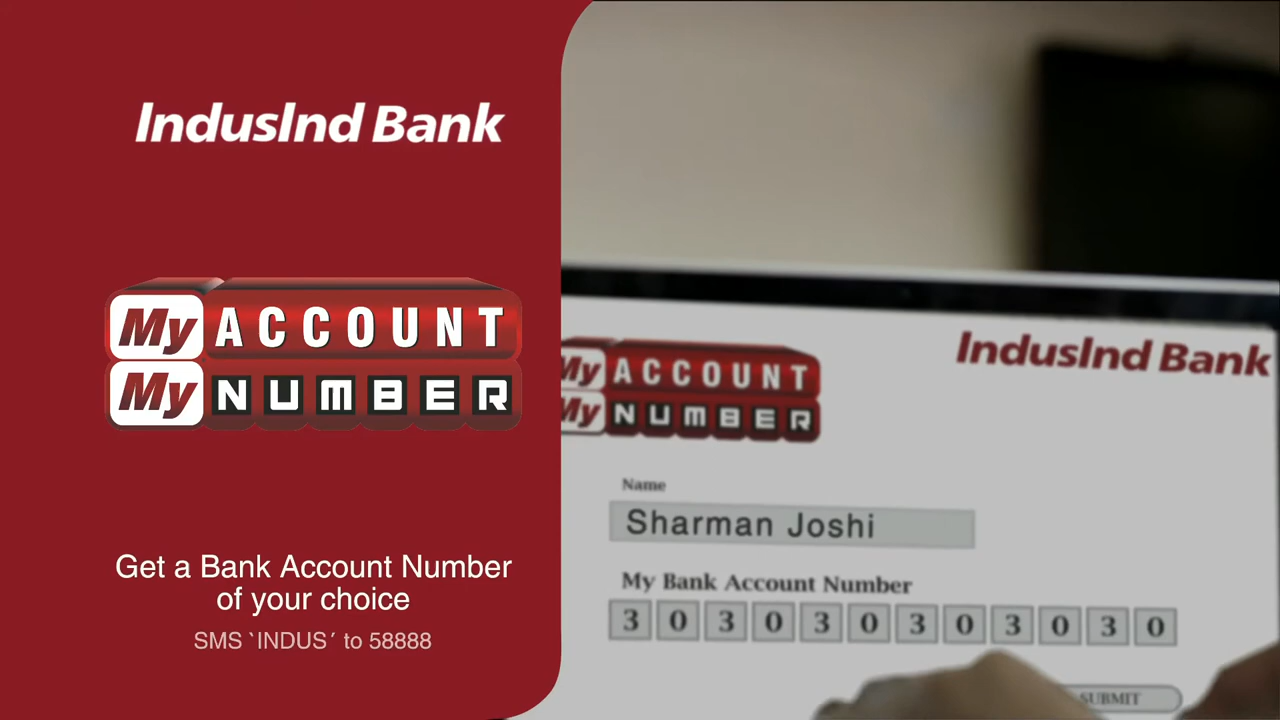 IndusInd Bank
My ACCOUNT
My NUMBER
Get a Bank Account Number
of your choice
SMS `INDUS´ to 58888
IndusInd Bank
My ACCOUNT
My NUMBER
Name
Sharman Joshi
My Bank Account Number
3 0 3 0 3 0 3 0 3 0 3 0
SUBMIT